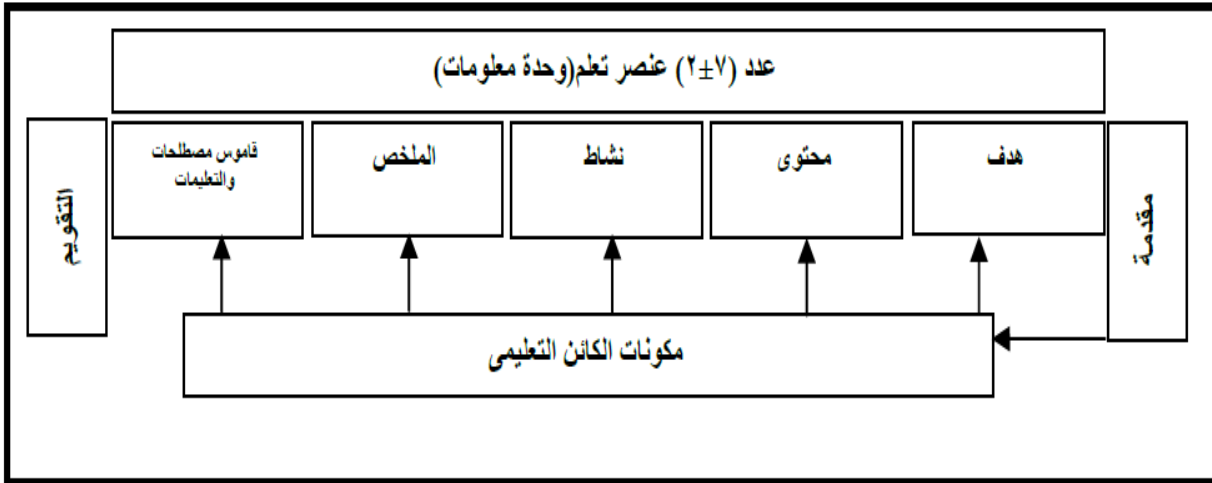 عدد (٧±٢) عنصر تعلم(وحدة معلومات)
مقدمة
هدف
محتوى
نشاط
الملخص
قاموس مصطلحات
والتعليمات
التقويم
مكونات الكائن التعليمى